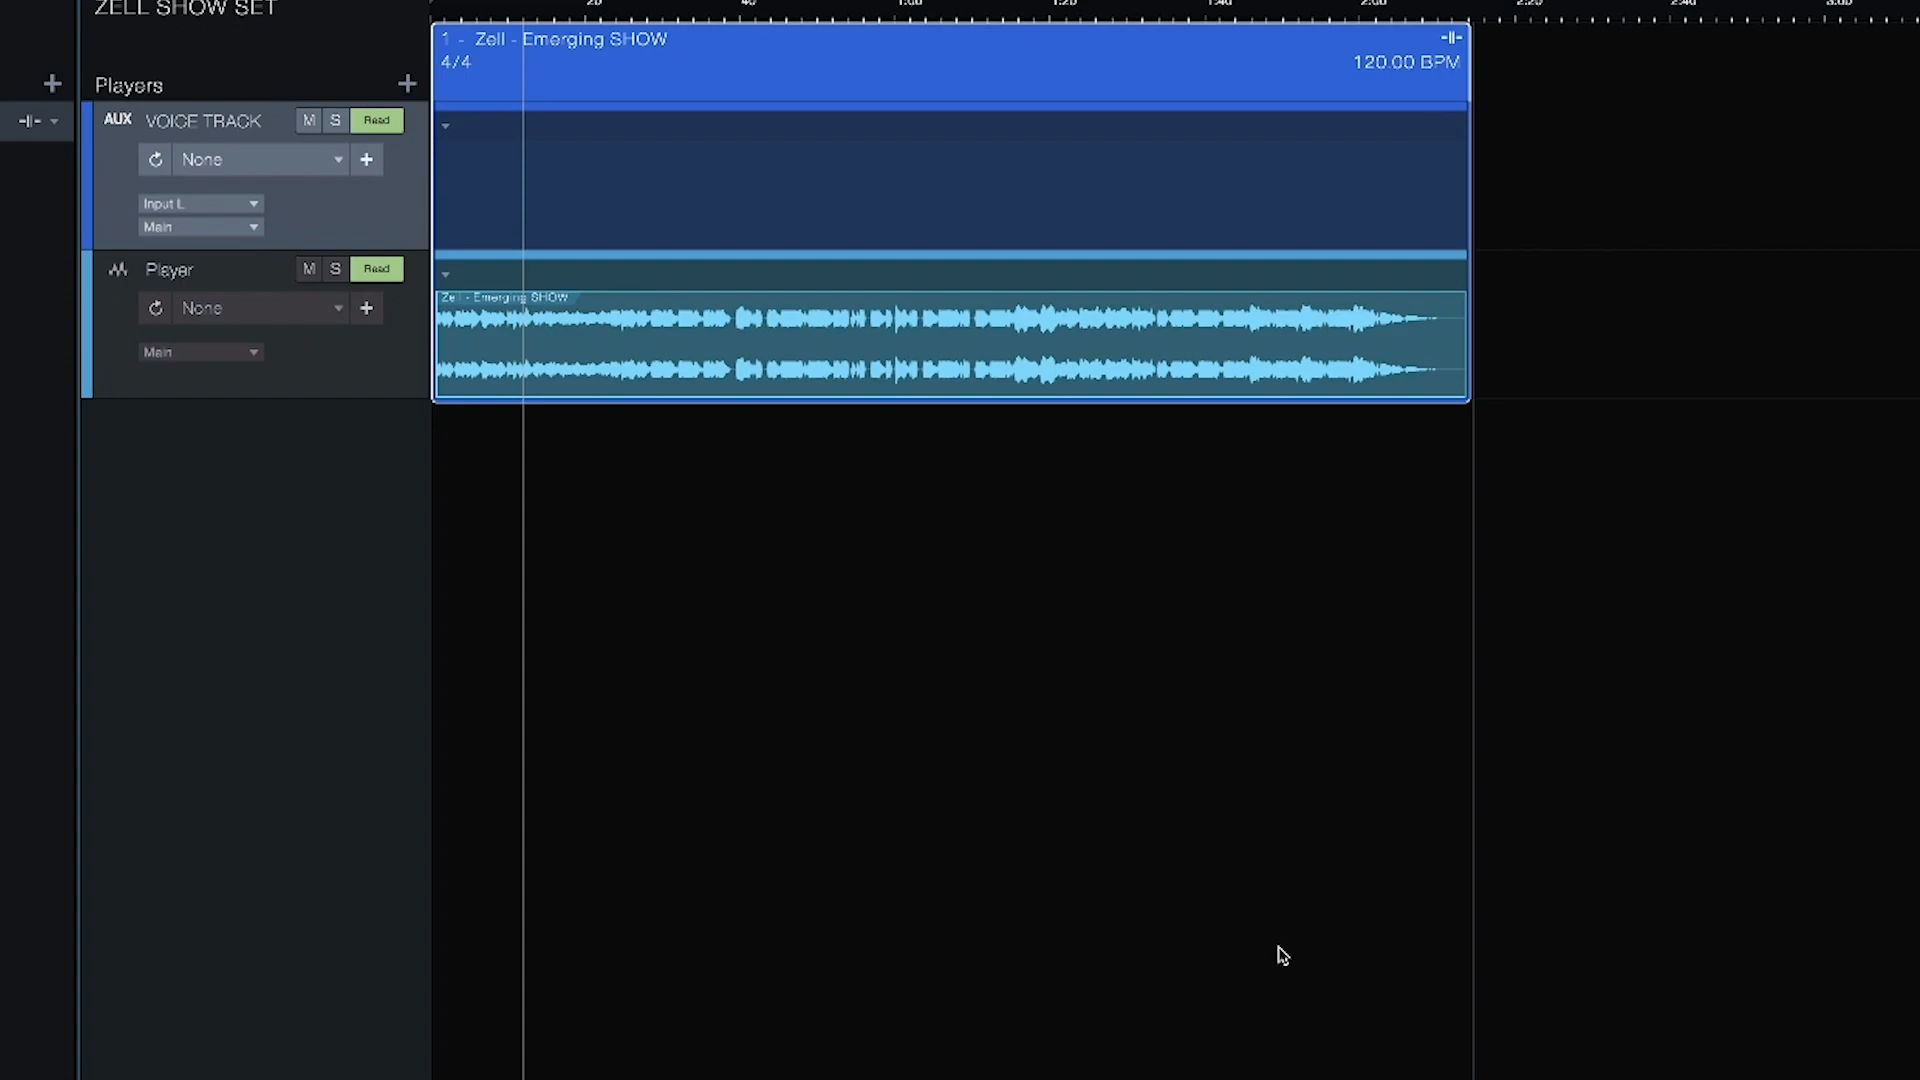 ZELL SHOW SET
20 40 1:00 1:20 1:40 2:00 2:20 2:40 3:00
1 - Zell - Emerging SHOW
4/4
120.00 BPM
Players
AUX VOICE TRACK M S Read
None
Input L
Main
Player M S Read
None
Main
Zell - Emerging SHOW